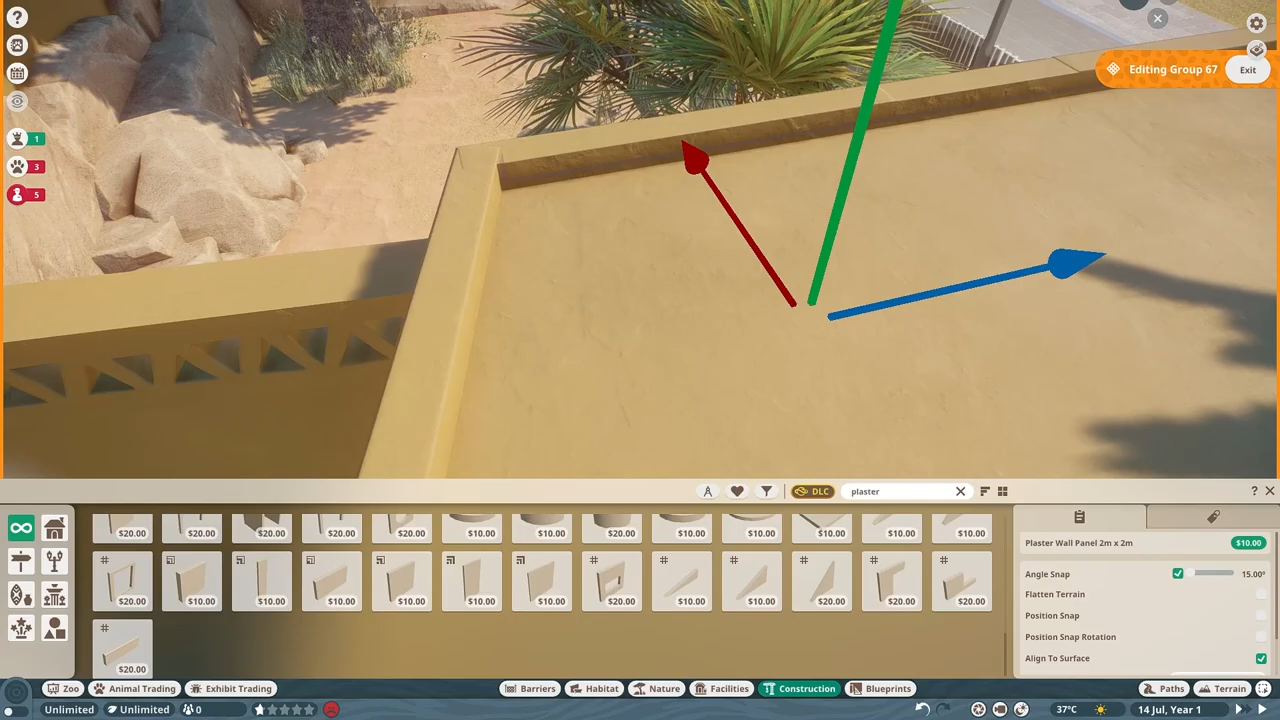 ?
Editing Group 67
Exit
1
3
5
DLC
plaster
?
$20.00 $20.00 $20.00 $20.00 $20.00 $10.00 $10.00 $10.00 $10.00 $10.00 $10.00 $10.00 $10.00
$20.00 $10.00 $10.00 $10.00 $10.00 $10.00 $10.00 $20.00 $10.00 $10.00 $20.00 $20.00 $20.00
$20.00
Plaster Wall Panel 2m x 2m $10.00
Angle Snap 15.00°
Flatten Terrain
Position Snap
Position Snap Rotation
Align To Surface
Zoo Animal Trading Exhibit Trading Barriers Habitat Nature Facilities Construction Blueprints Paths Terrain
Unlimited Unlimited 0 37°C 14 Jul, Year 1